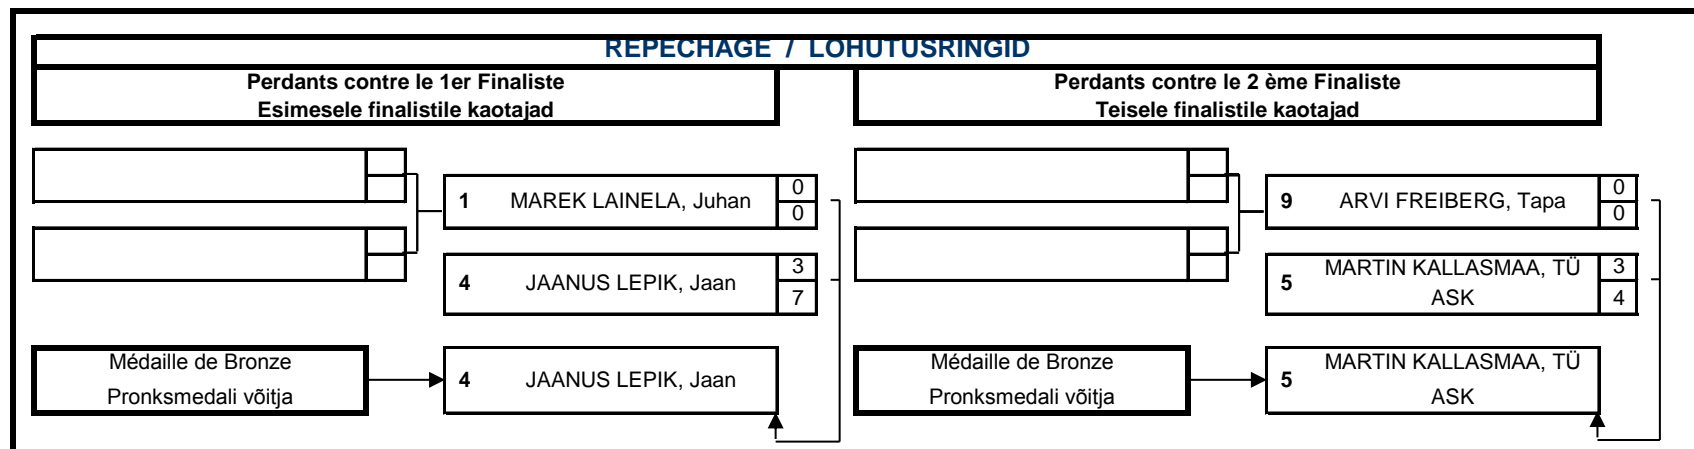 REPECHAGE / LOHUTUSRINGID
Perdants contre le 1er Finaliste
Esimesele finalistile kaotajad
Perdants contre le 2 ème Finaliste
Teisele finalistile kaotajad
1 MAREK LAINELA, Juhan 0
0
4 JAANUS LEPIK, Jaan 3
7
9 ARVI FREIBERG, Tapa 0
0
5 MARTIN KALLASMAA, TÜ 3
ASK 4
Médaille de Bronze
Pronksmedali võitja
4 JAANUS LEPIK, Jaan
Médaille de Bronze
Pronksmedali võitja
5 MARTIN KALLASMAA, TÜ
ASK